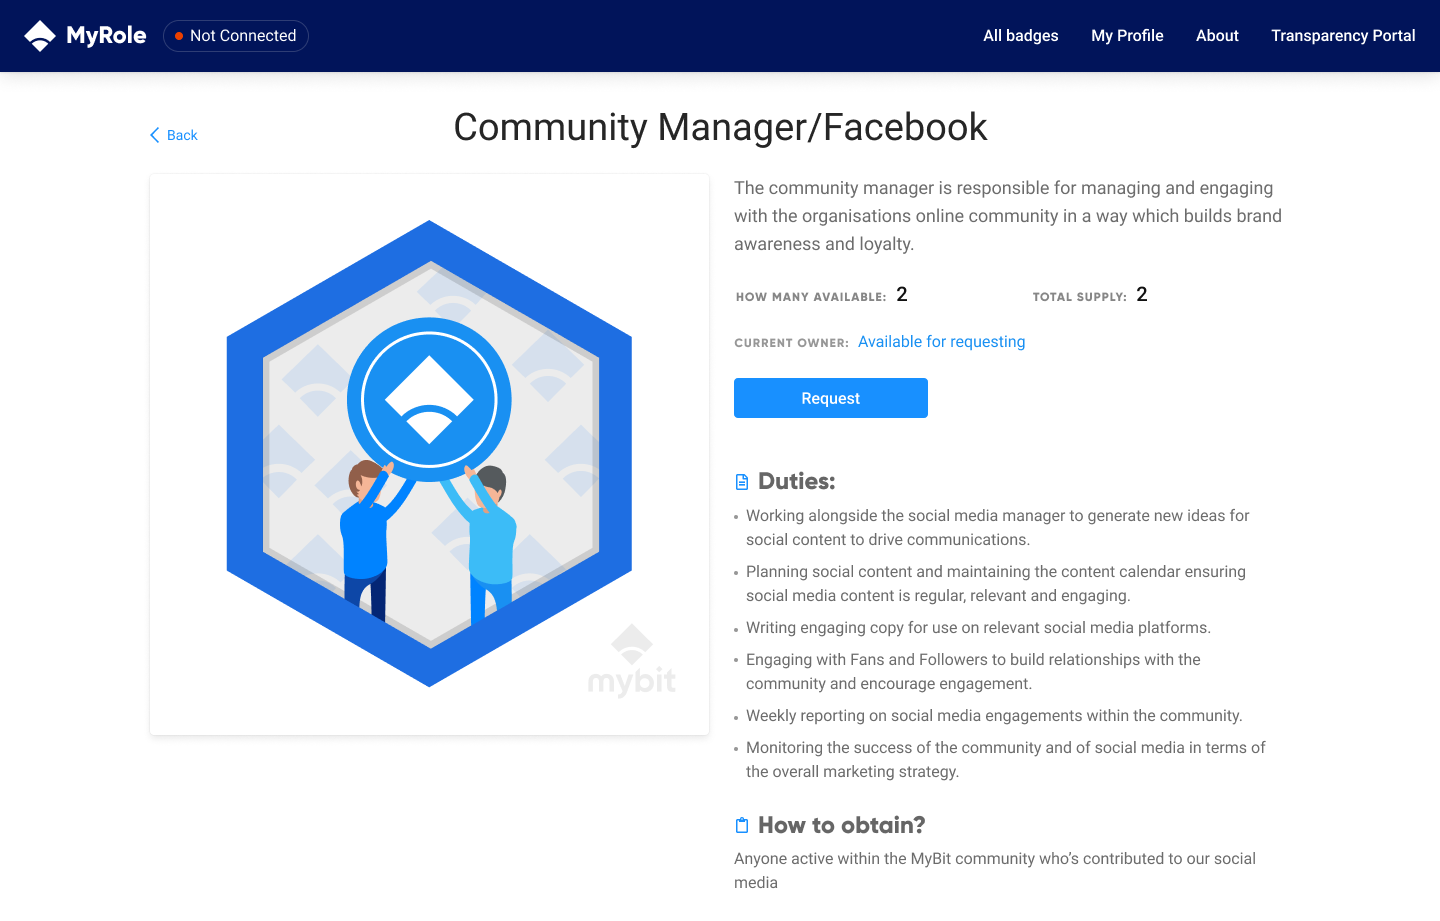 MyRole
Not Connected
All badges
My Profile
About
Transparency Portal
Back
Community Manager/Facebook
mybit
The community manager is responsible for managing and engaging
with the organisations online community in a way which builds brand
awareness and loyalty.
HOW MANY AVAILABLE: 2
TOTAL SUPPLY: 2
CURRENT OWNER: Available for requesting
Request
Duties:
Working alongside the social media manager to generate new ideas for
social content to drive communications.
Planning social content and maintaining the content calendar ensuring
social media content is regular, relevant and engaging.
Writing engaging copy for use on relevant social media platforms.
Engaging with Fans and Followers to build relationships with the
community and encourage engagement.
Weekly reporting on social media engagements within the community.
Monitoring the success of the community and of social media in terms of
the overall marketing strategy.
How to obtain?
Anyone active within the MyBit community who’s contributed to our social
media